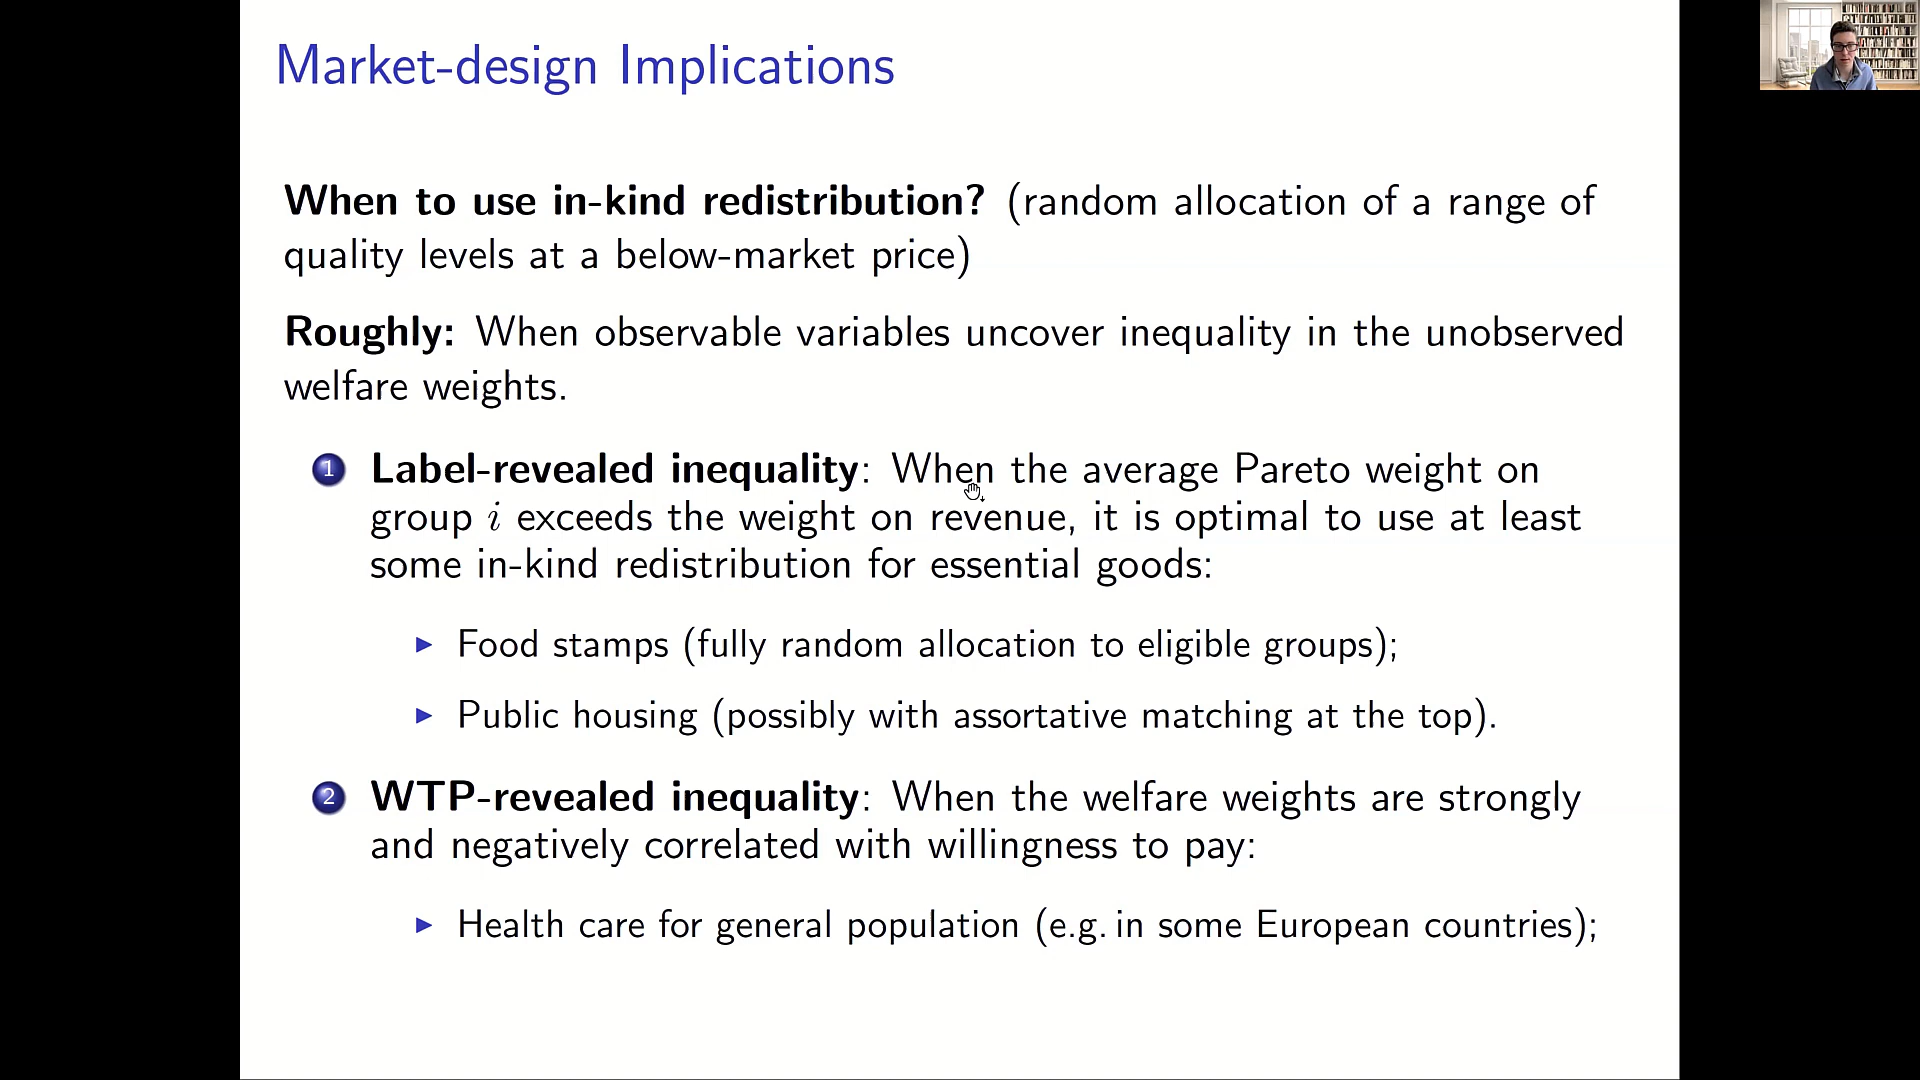 Market-design Implications
When to use in-kind redistribution? (random allocation of a range of
quality levels at a below-market price)
Roughly: When observable variables uncover inequality in the unobserved
welfare weights.
1 Label-revealed inequality: When the average Pareto weight on
group i exceeds the weight on revenue, it is optimal to use at least
some in-kind redistribution for essential goods:
▶ Food stamps (fully random allocation to eligible groups);
▶ Public housing (possibly with assortative matching at the top).
2 WTP-revealed inequality: When the welfare weights are strongly
and negatively correlated with willingness to pay:
▶ Health care for general population (e.g. in some European countries);